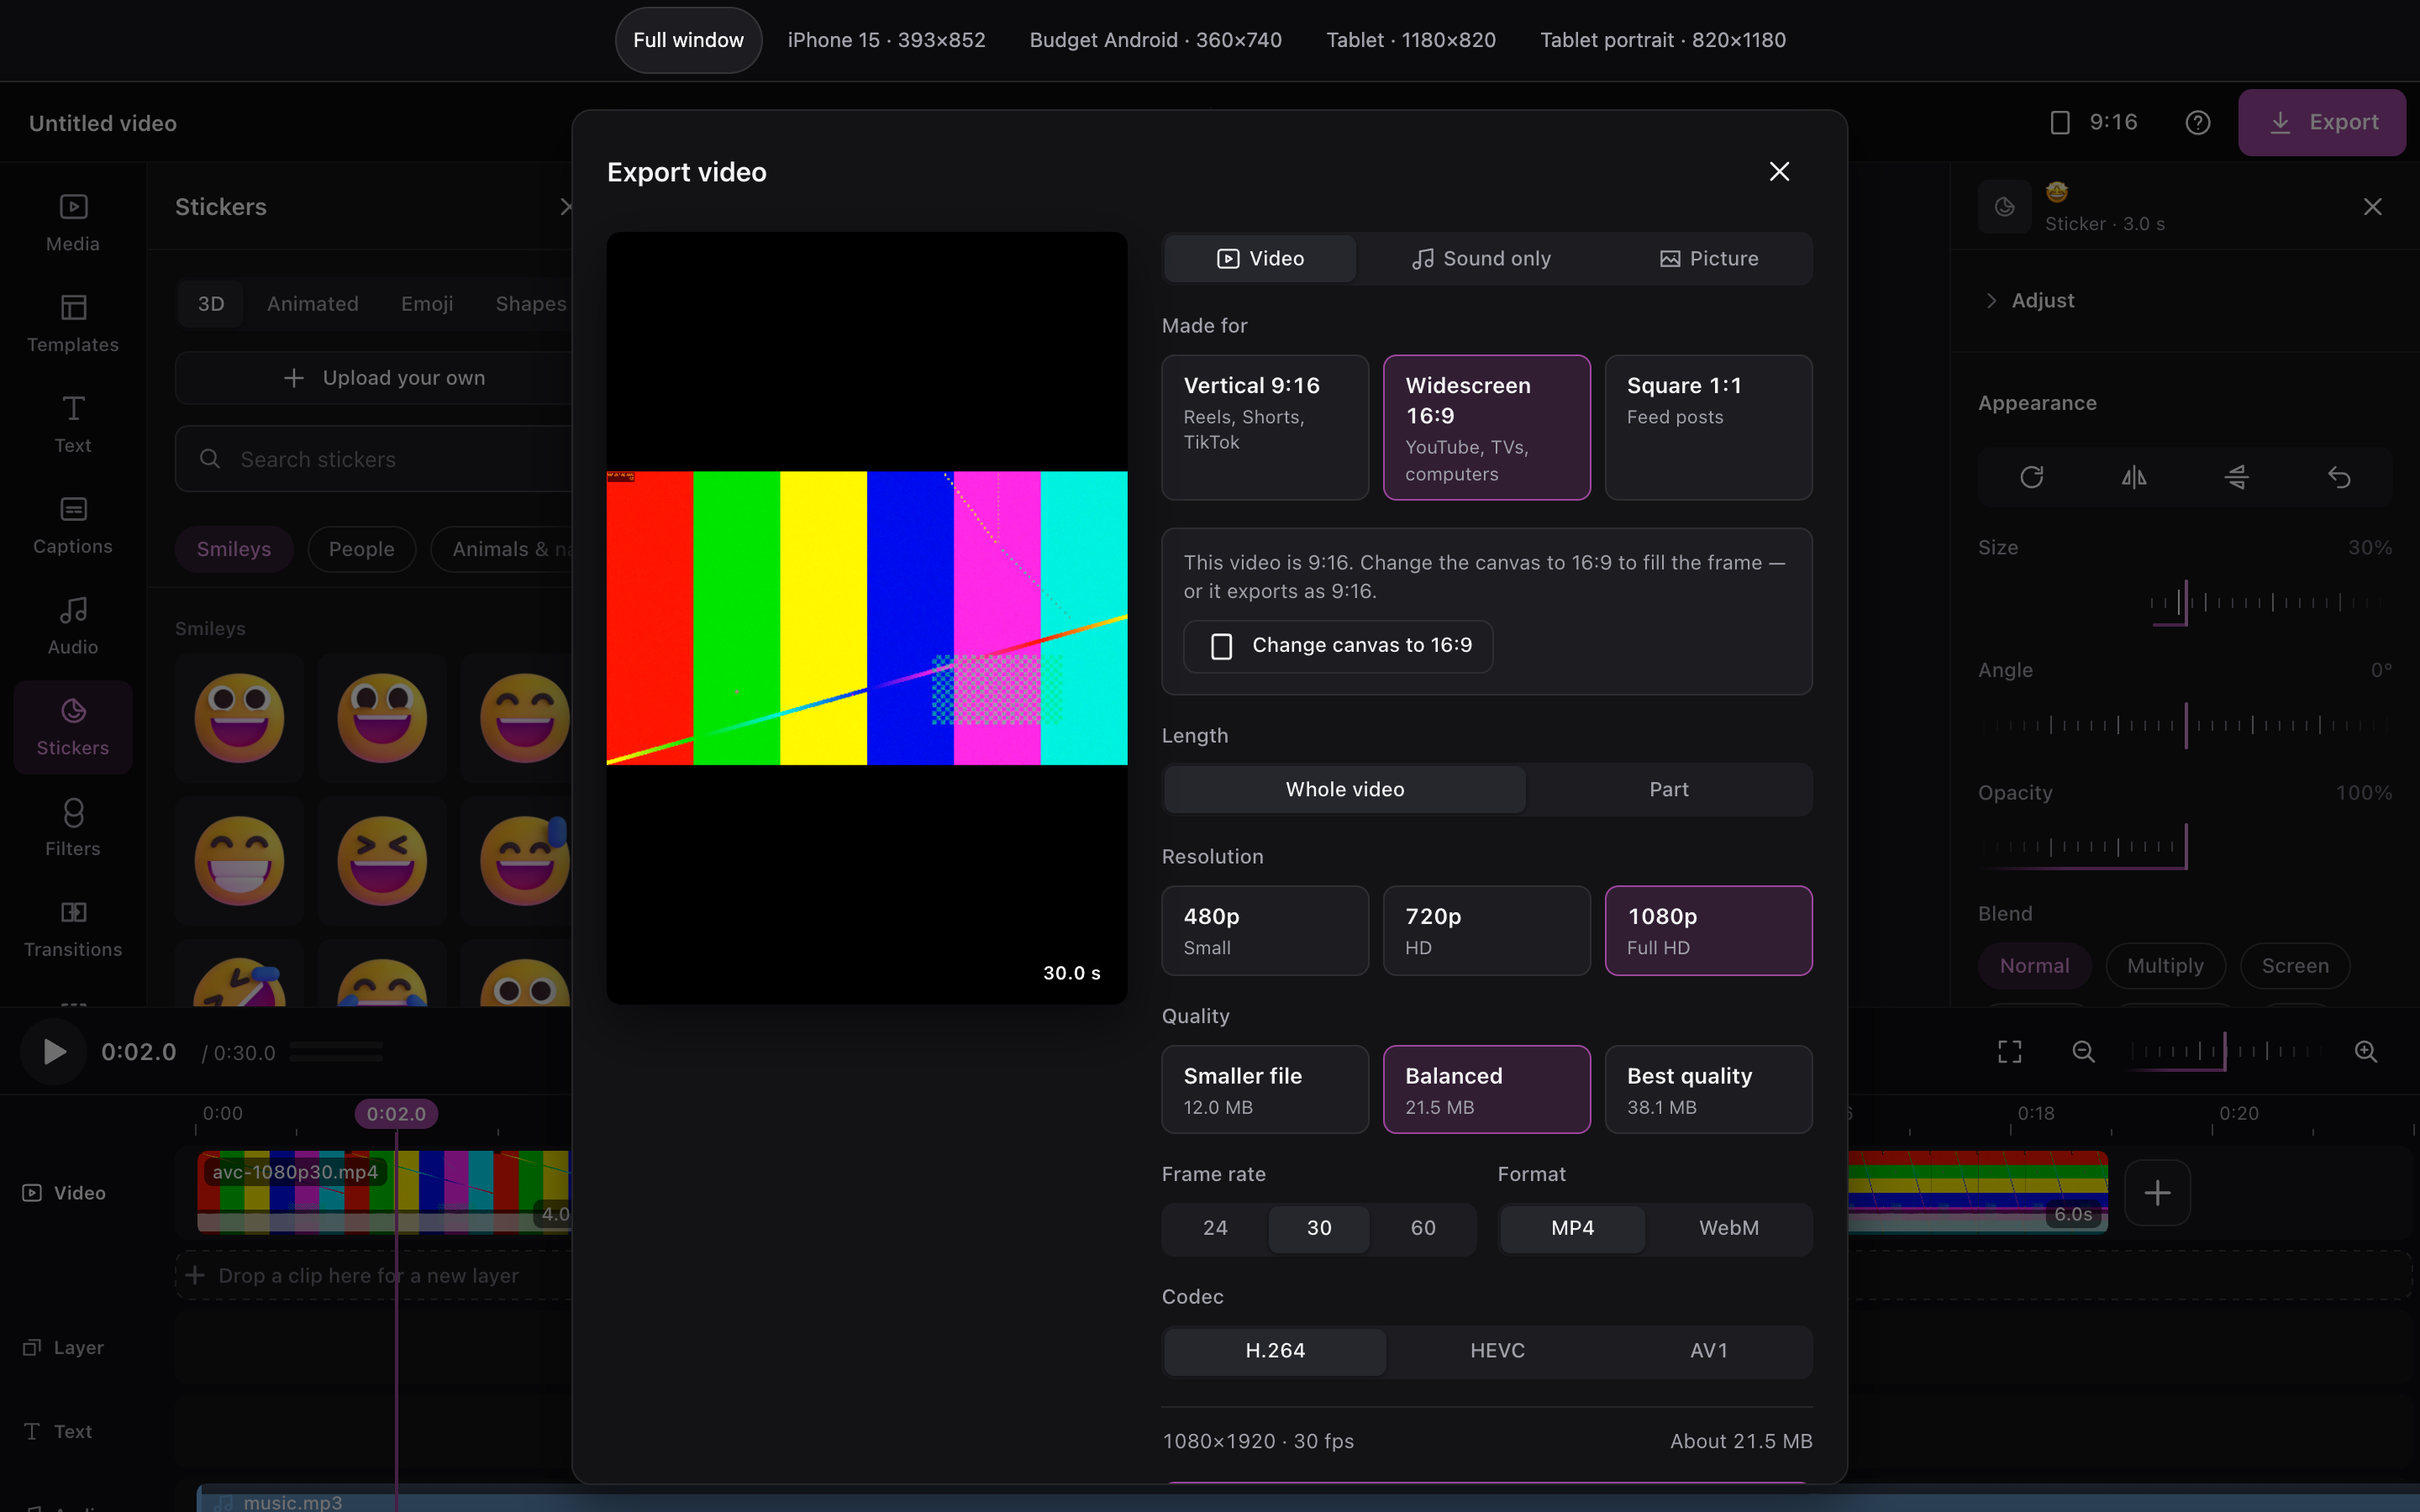 Full window
iPhone 15 · 393×852
Budget Android · 360×740
Tablet · 1180×820
Tablet portrait · 820×1180
Untitled video
9:16
Export
Media
Templates
Text
Captions
Audio
Stickers
Filters
Transitions
Stickers
3D
Animated
Emoji
Shapes
Upload your own
Search stickers
Smileys
People
Animals &
Smileys
Export video
30.0 s
Video
Sound only
Picture
Made for
Vertical 9:16
Reels, Shorts,
TikTok
Widescreen
16:9
YouTube, TVs,
computers
Square 1:1
Feed posts
This video is 9:16. Change the canvas to 16:9 to fill the frame —
or it exports as 9:16.
Change canvas to 16:9
Length
Whole video
Part
Resolution
480p
Small
720p
HD
1080p
Full HD
Quality
Smaller file
12.0 MB
Balanced
21.5 MB
Best quality
38.1 MB
Frame rate
24
30
60
Format
MP4
WebM
Codec
H.264
HEVC
AV1
1080×1920 · 30 fps
About 21.5 MB
Sticker · 3.0 s
Adjust
Appearance
Size
30%
Angle
0°
Opacity
100%
Blend
Normal
Multiply
Screen
0:02.0
/ 0:30.0
0:00
0:02.0
0:18
0:20
Video
avc-1080p30.mp4
4.0
6.0s
Drop a clip here for a new layer
Layer
Text
music.mp3